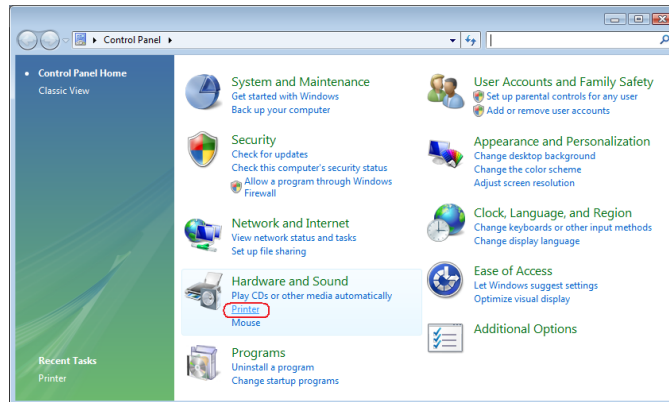 Control Panel
Control Panel Home
Classic View
Recent Tasks
Printer
System and Maintenance
Get started with Windows
Back up your computer
Security
Check for updates
Check this computer's security status
Allow a program through Windows
Firewall
Network and Internet
View network status and tasks
Set up file sharing
Hardware and Sound
Play CDs or other media automatically
Printer
Mouse
Programs
Uninstall a program
Change startup programs
User Accounts and Family Safety
Set up parental controls for any user
Add or remove user accounts
Appearance and Personalization
Change desktop background
Change the color scheme
Adjust screen resolution
Clock, Language, and Region
Change keyboards or other input methods
Change display language
Ease of Access
Let Windows suggest settings
Optimize visual display
Additional Options